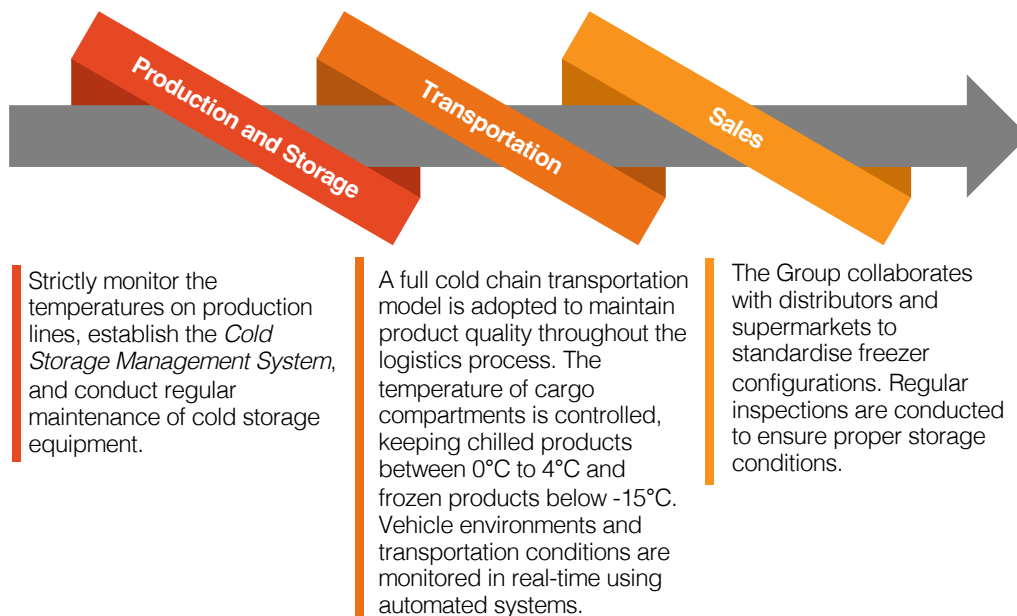 Production and Storage
Transportation
Sales
Strictly monitor the
temperatures on production
lines, establish the Cold
Storage Management System,
and conduct regular
maintenance of cold storage
equipment.
A full cold chain transportation
model is adopted to maintain
product quality throughout the
logistics process. The
temperature of cargo
compartments is controlled,
keeping chilled products
between 0°C to 4°C and
frozen products below -15°C.
Vehicle environments and
transportation conditions are
monitored in real-time using
automated systems.
The Group collaborates
with distributors and
supermarkets to
standardise freezer
configurations. Regular
inspections are conducted
to ensure proper storage
conditions.